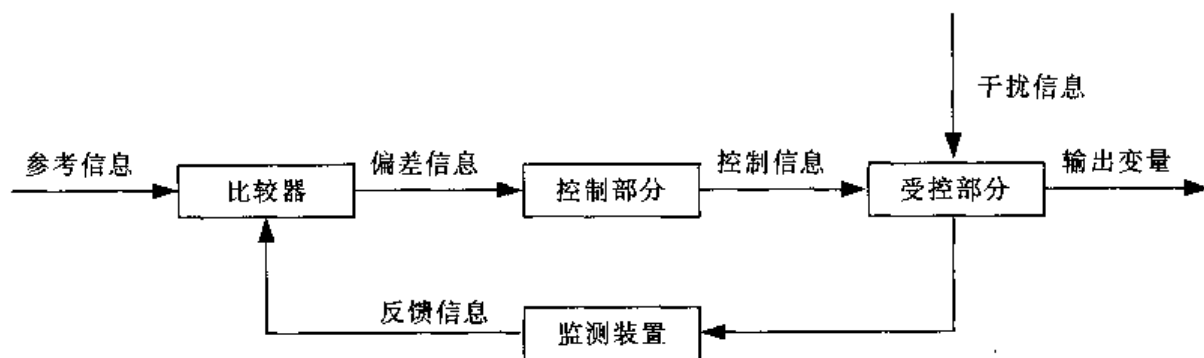 干扰信息
参考信息
比较器
偏差信息
控制部分
控制信息
受控部分
输出变量
反馈信息
监测装置